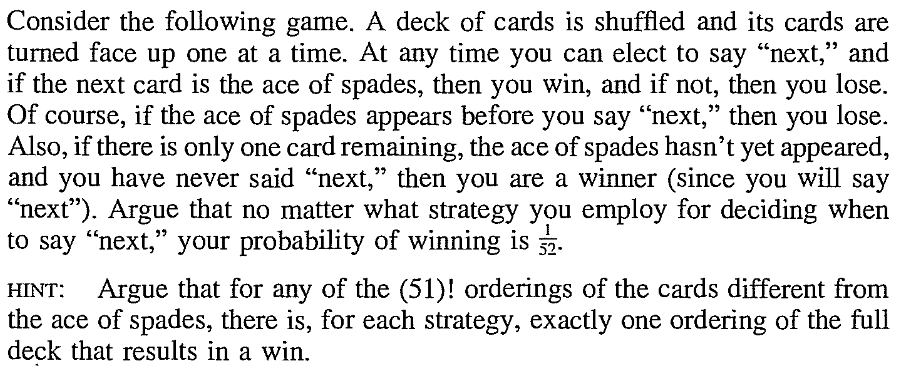 Consider the following game. A deck of cards is shuffled and its cards are
turned face up one at a time. At any time you can elect to say “next,” and
if the next card is the ace of spades, then you win, and if not, then you lose.
Of course, if the ace of spades appears before you say “next,” then you lose.
Also, if there is only one card remaining, the ace of spades hasn’t yet appeared,
and you have never said “next,” then you are a winner (since you will say
“next”). Argue that no matter what strategy you employ for deciding when
to say “next,” your probability of winning is 1/52.
HINT: Argue that for any of the (51)! orderings of the cards different from
the ace of spades, there is, for each strategy, exactly one ordering of the full
deck that results in a win.